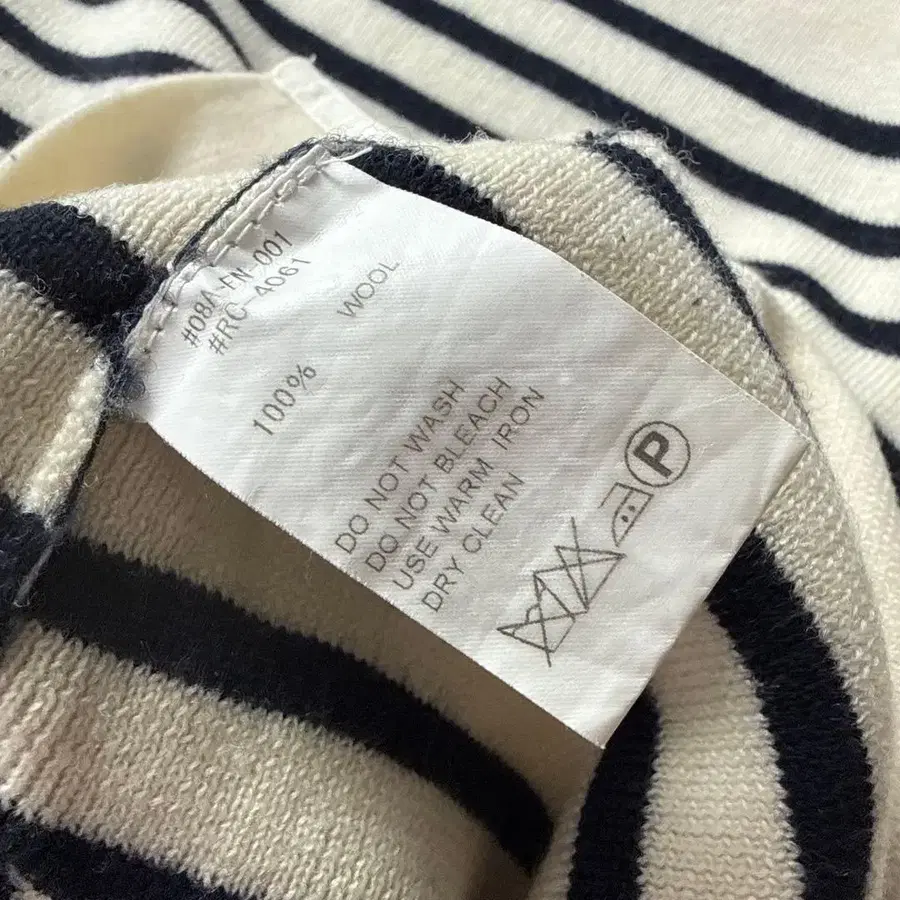 #08A-FN-001
#RC-A061
100% WOOL
DO NOT WASH
DO NOT BLEACH
USE WARM IRON
DRY CLEAN
P